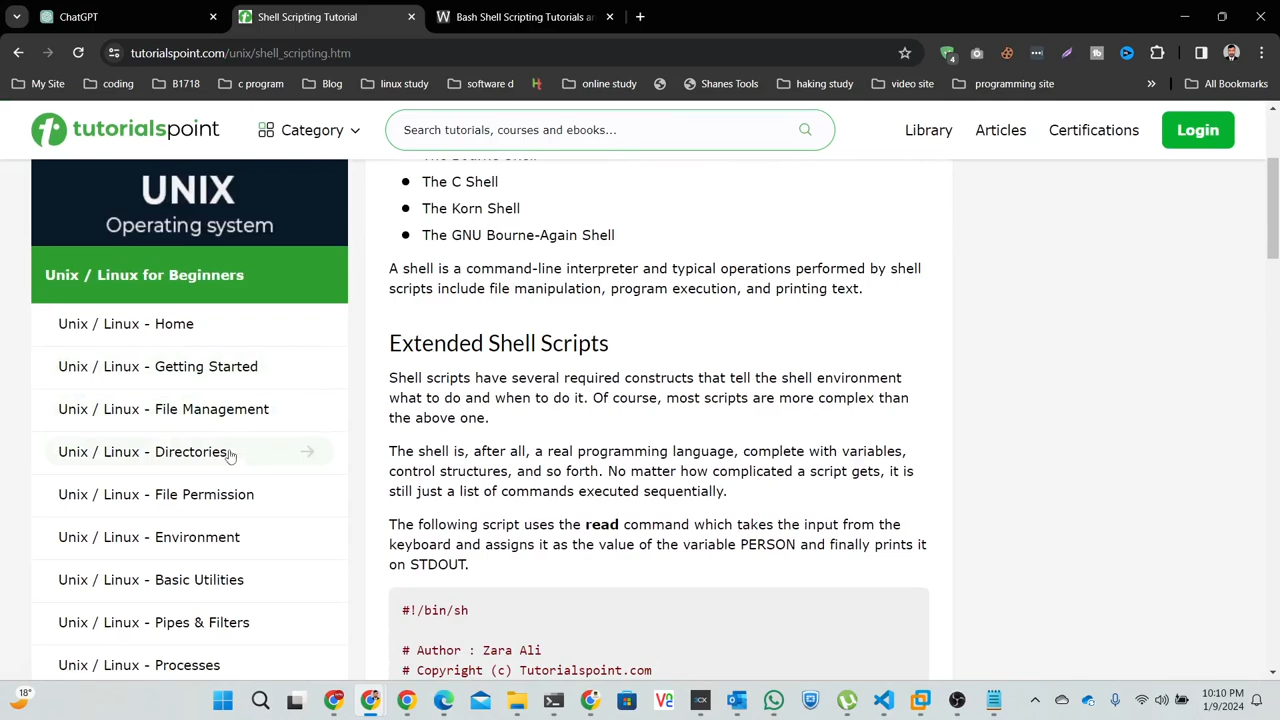 ChatGPT
Shell Scripting Tutorial
Bash Shell Scripting Tutorials an
tutorialspoint.com/unix/shell_scripting.htm
My Site
coding
B1718
c program
linux study
software d
online study
Shanes Tools
haking study
video site
programming site
All Bookmarks
tutorialspoint
Category
Search tutorials, courses and ebooks...
Library
Articles
Certifications
Login
UNIX
Operating system
Unix / Linux for Beginners
Unix / Linux - Home
Unix / Linux - Getting Started
Unix / Linux - File Management
Unix / Linux - Directories
Unix / Linux - File Permission
Unix / Linux - Environment
Unix / Linux - Basic Utilities
Unix / Linux - Pipes & Filters
Unix / Linux - Processes
The C Shell
The Korn Shell
The GNU Bourne-Again Shell
A shell is a command-line interpreter and typical operations performed by shell
scripts include file manipulation, program execution, and printing text.
Extended Shell Scripts
Shell scripts have several required constructs that tell the shell environment
what to do and when to do it. Of course, most scripts are more complex than
the above one.
The shell is, after all, a real programming language, complete with variables,
control structures, and so forth. No matter how complicated a script gets, it is
still just a list of commands executed sequentially.
The following script uses the read command which takes the input from the
keyboard and assigns it as the value of the variable PERSON and finally prints it
on STDOUT.
#!/bin/sh
# Author : Zara Ali
# Copyright (c) Tutorialspoint.com
18°
10:10 PM
1/9/2024